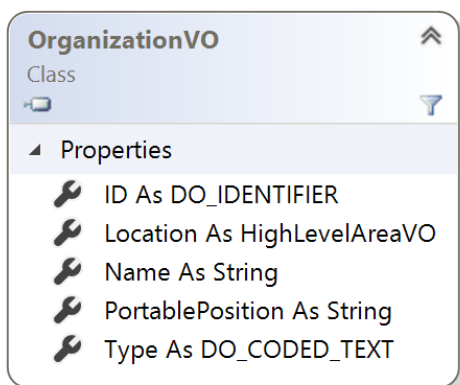 OrganizationVO
Class
Properties
ID As DO_IDENTIFIER
Location As HighLevelAreaVO
Name As String
PortablePosition As String
Type As DO_CODED_TEXT